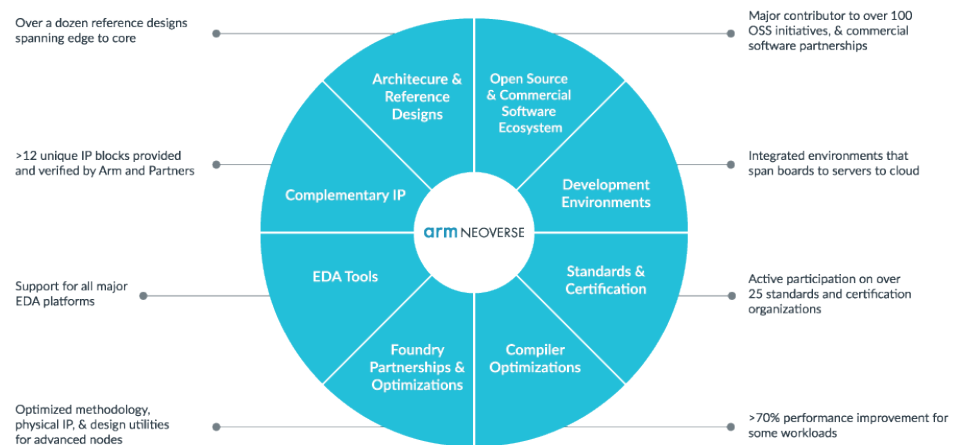 Over a dozen reference designs
spanning edge to core
Major contributor to over 100
OSS initiatives, & commercial
software partnerships
Architecure &
Reference
Designs
Open Source
& Commercial
Software
Ecosystem
>12 unique IP blocks provided
and verified by Arm and Partners
Integrated environments that
span boards to servers to cloud
Complementary IP
Development
Environments
arm NEOVERSE
EDA Tools
Standards &
Certification
Support for all major
EDA platforms
Active participation on over
25 standards and certification
organizations
Foundry
Partnerships &
Optimizations
Compiler
Optimizations
Optimized methodology,
physical IP, & design utilities
for advanced nodes
>70% performance improvement for
some workloads